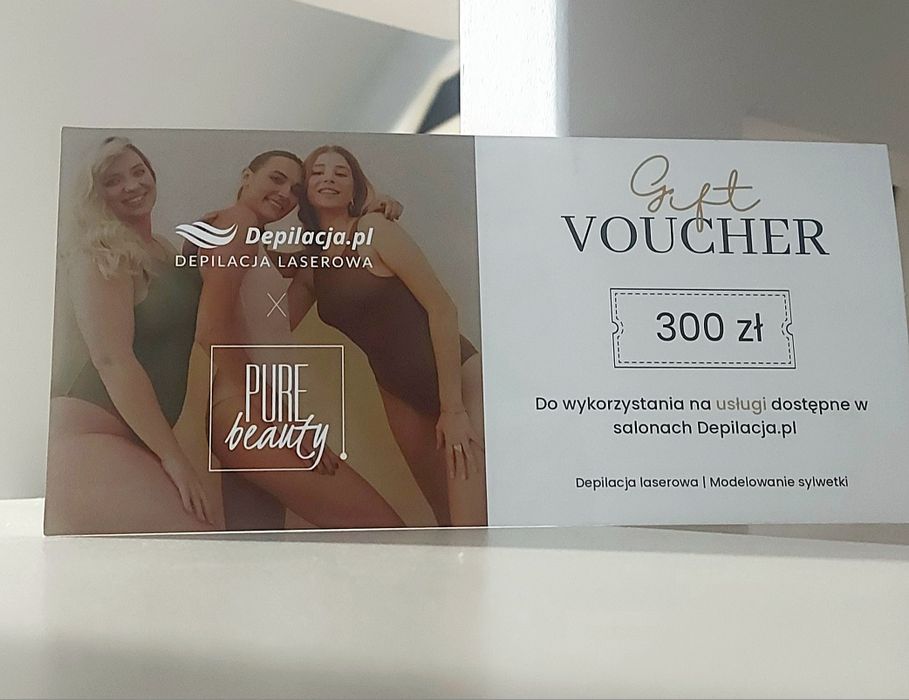 Depilacja.pl
DEPILACJA LASEROWA
X
PURE
beauty
Gift
VOUCHER
300 zł
Do wykorzystania na usługi dostępne w
salonach Depilacja.pl
Depilacja laserowa | Modelowanie sylwetki